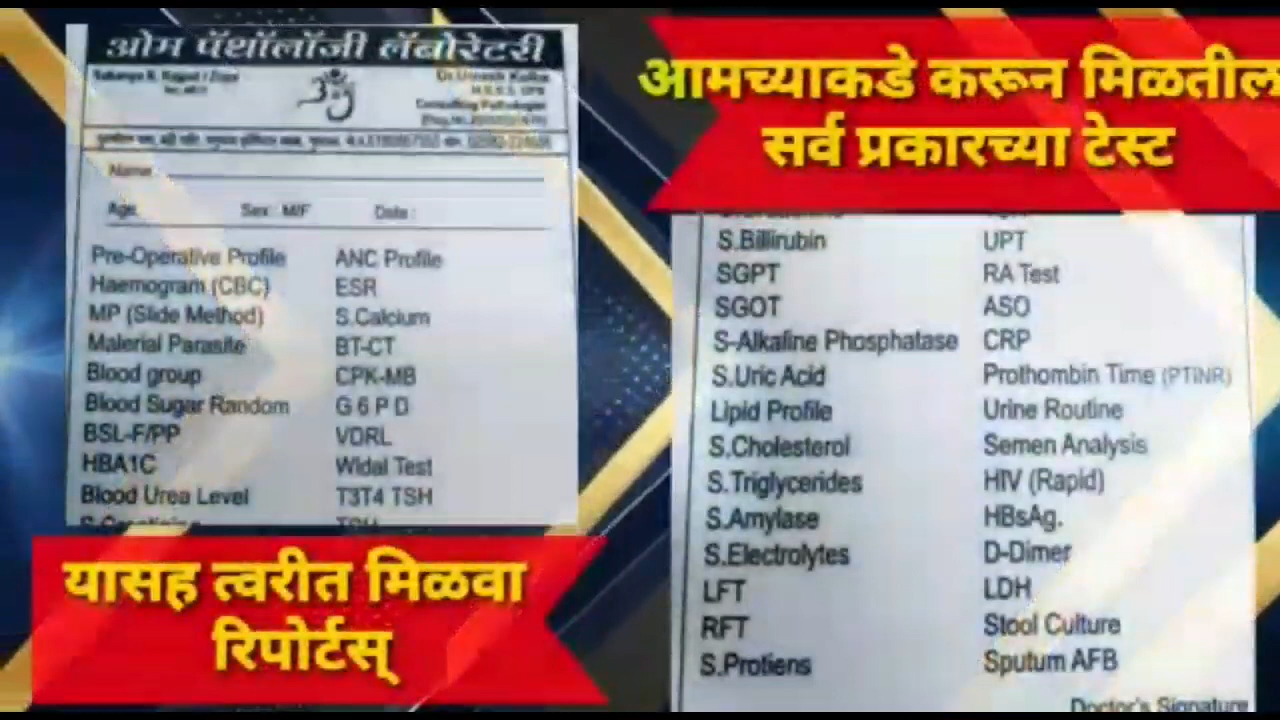 ओम पॅथॉलॉजी लॅबोरेटरी
Name
Age Sex: M/F Date :
Pre-Operative Profile ANC Profile
Haemogram (CBC) ESR
MP (Slide Method) S.Calcium
Malerial Parasite BT-CT
Blood group CPK-MB
Blood Sugar Random G 6 P D
BSL-F/PP VDRL
HBA1C Widal Test
Blood Urea Level T3T4 TSH
यासह त्वरीत मिळवा
रिपोर्टस्
आमच्याकडे करून मिळतील
सर्व प्रकारच्या टेस्ट
S.Billirubin UPT
SGPT RA Test
SGOT ASO
S-Alkaline Phosphatase CRP
S.Uric Acid Prothombin Time (PTINR)
Lipid Profile Urine Routine
S.Cholesterol Semen Analysis
S.Triglycerides HIV (Rapid)
S.Amylase HBsAg.
S.Electrolytes D-Dimer
LFT LDH
RFT Stool Culture
S.Protiens Sputum AFB
Doctor's Signature